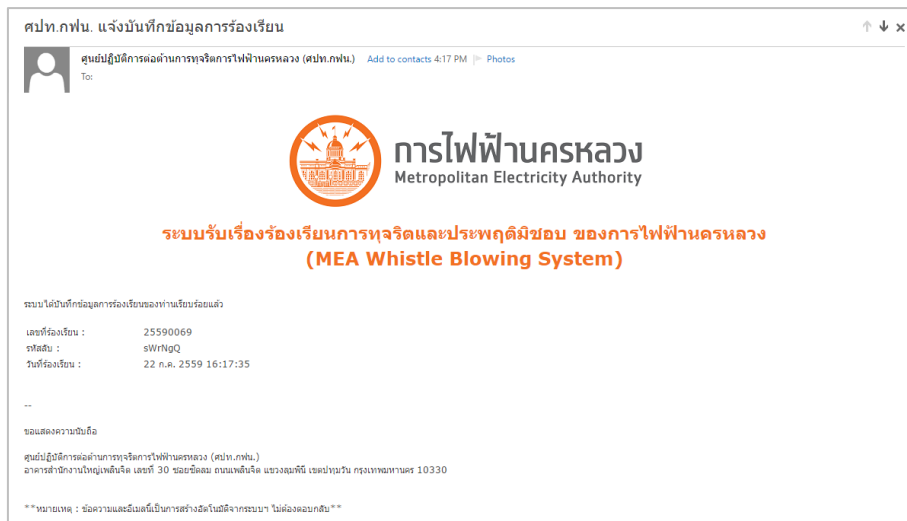 ศปท.กฟน. แจ้งบันทึกข้อมูลการร้องเรียน
ศูนย์ปฏิบัติการต่อต้านการทุจริตการไฟฟ้านครหลวง (ศปท.กฟน.) Add to contacts 4:17 PM Photos
To:
การไฟฟ้านครหลวง
Metropolitan Electricity Authority
ระบบรับเรื่องร้องเรียนการทุจริตและประพฤติมิชอบ ของการไฟฟ้านครหลวง
(MEA Whistle Blowing System)
ระบบได้บันทึกข้อมูลการร้องเรียนของท่านเรียบร้อยแล้ว
เลขที่ร้องเรียน : 25590069
รหัสลับ : sWrNgQ
วันที่ร้องเรียน : 22 ก.ค. 2559 16:17:35
--
ขอแสดงความนับถือ
ศูนย์ปฏิบัติการต่อต้านการทุจริตการไฟฟ้านครหลวง (ศปท.กฟน.)
อาคารสำนักงานใหญ่เพลินจิต เลขที่ 30 ซอยชิดลม ถนนเพลินจิต แขวงลุมพินี เขตปทุมวัน กรุงเทพมหานคร 10330
**หมายเหตุ : ข้อความและอีเมลนี้เป็นการสร้างอัตโนมัติจากระบบฯ ไม่ต้องตอบกลับ**